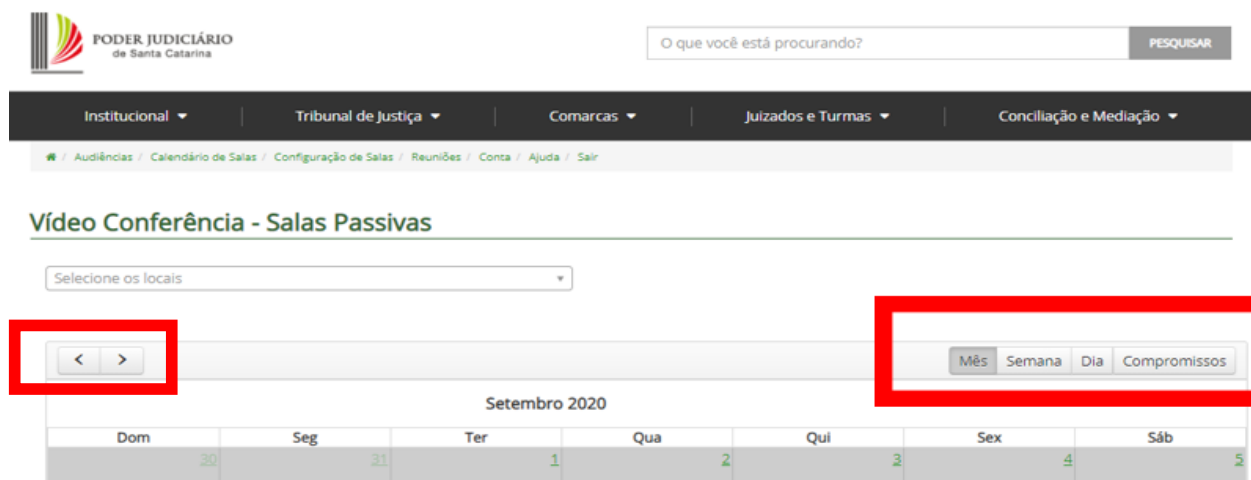 PODER JUDICIÁRIO
de Santa Catarina
O que você está procurando?
PESQUISAR
Institucional
Tribunal de Justiça
Comarcas
Juizados e Turmas
Conciliação e Mediação
/ Audiências / Calendário de Salas / Configuração de Salas / Reuniões / Conta / Ajuda / Sair
Vídeo Conferência - Salas Passivas
Selecione os locais
< >
Mês Semana Dia Compromissos
Setembro 2020
Dom Seg Ter Qua Qui Sex Sáb
30 31 1 2 3 4 5